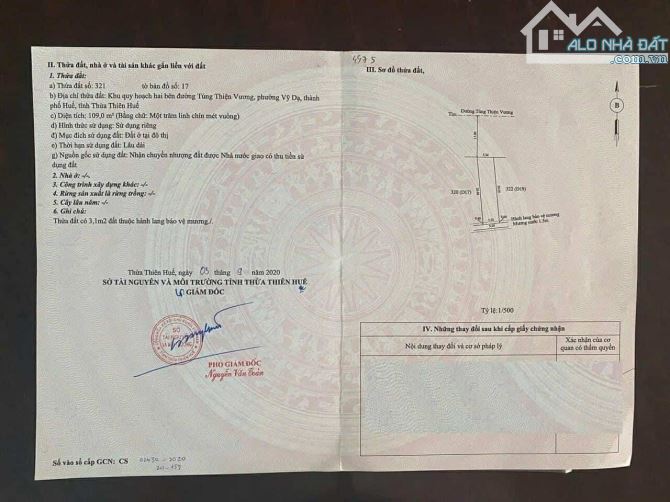 ALO NHÀ ĐẤT
.com.vn
II. Thửa đất, nhà ở và tài sản khác gắn liền với đất
1. Thửa đất:
a) Thửa đất số: 321 tờ bản đồ số: 17
b) Địa chỉ thửa đất: Khu quy hoạch hai bên đường Tùng Thiện Vương, phường Vỹ Dạ, thành
phố Huế, tỉnh Thừa Thiên Huế
c) Diện tích: 109,0 m² (Bằng chữ: Một trăm linh chín mét vuông)
d) Hình thức sử dụng: Sử dụng riêng
đ) Mục đích sử dụng đất: Đất ở tại đô thị
e) Thời hạn sử dụng đất: Lâu dài
g) Nguồn gốc sử dụng đất: Nhận chuyển nhượng đất được Nhà nước giao có thu tiền sử
dụng đất
2. Nhà ở: -/-
3. Công trình xây dựng khác: -/-
4. Rừng sản xuất là rừng trồng: -/-
5. Cây lâu năm: -/-
6. Ghi chú:
Thửa đất có 3,1m2 đất thuộc hành lang bảo vệ mương./.
Thừa Thiên Huế, ngày 03 tháng 9 năm 2020
SỞ TÀI NGUYÊN VÀ MÔI TRƯỜNG TỈNH THỪA THIÊN HUẾ
GIÁM ĐỐC
SỞ
PHÓ GIÁM ĐỐC
Nguyễn Văn Toàn
Số vào sổ cấp GCN: CS
III. Sơ đồ thửa đất,
B
Đường Tùng Thiện Vương
320 (D17)
322 (D19)
Hành lang bảo vệ mương
Mương nước 1.5m
Tỷ lệ:1/500
IV. Những thay đổi sau khi cấp giấy chứng nhận
Nội dung thay đổi và cơ sở pháp lý
Xác nhận của cơ
quan có thẩm quyền